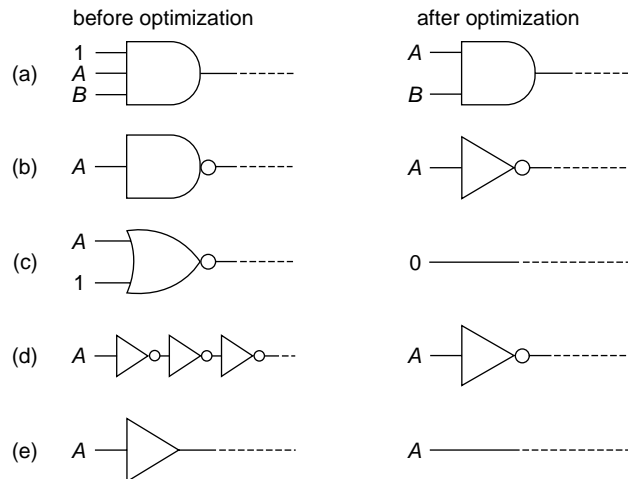 before optimization after optimization
1
(a) A A
B B
(b) A A
A
(c) 0
1
(d) A A
(e) A A